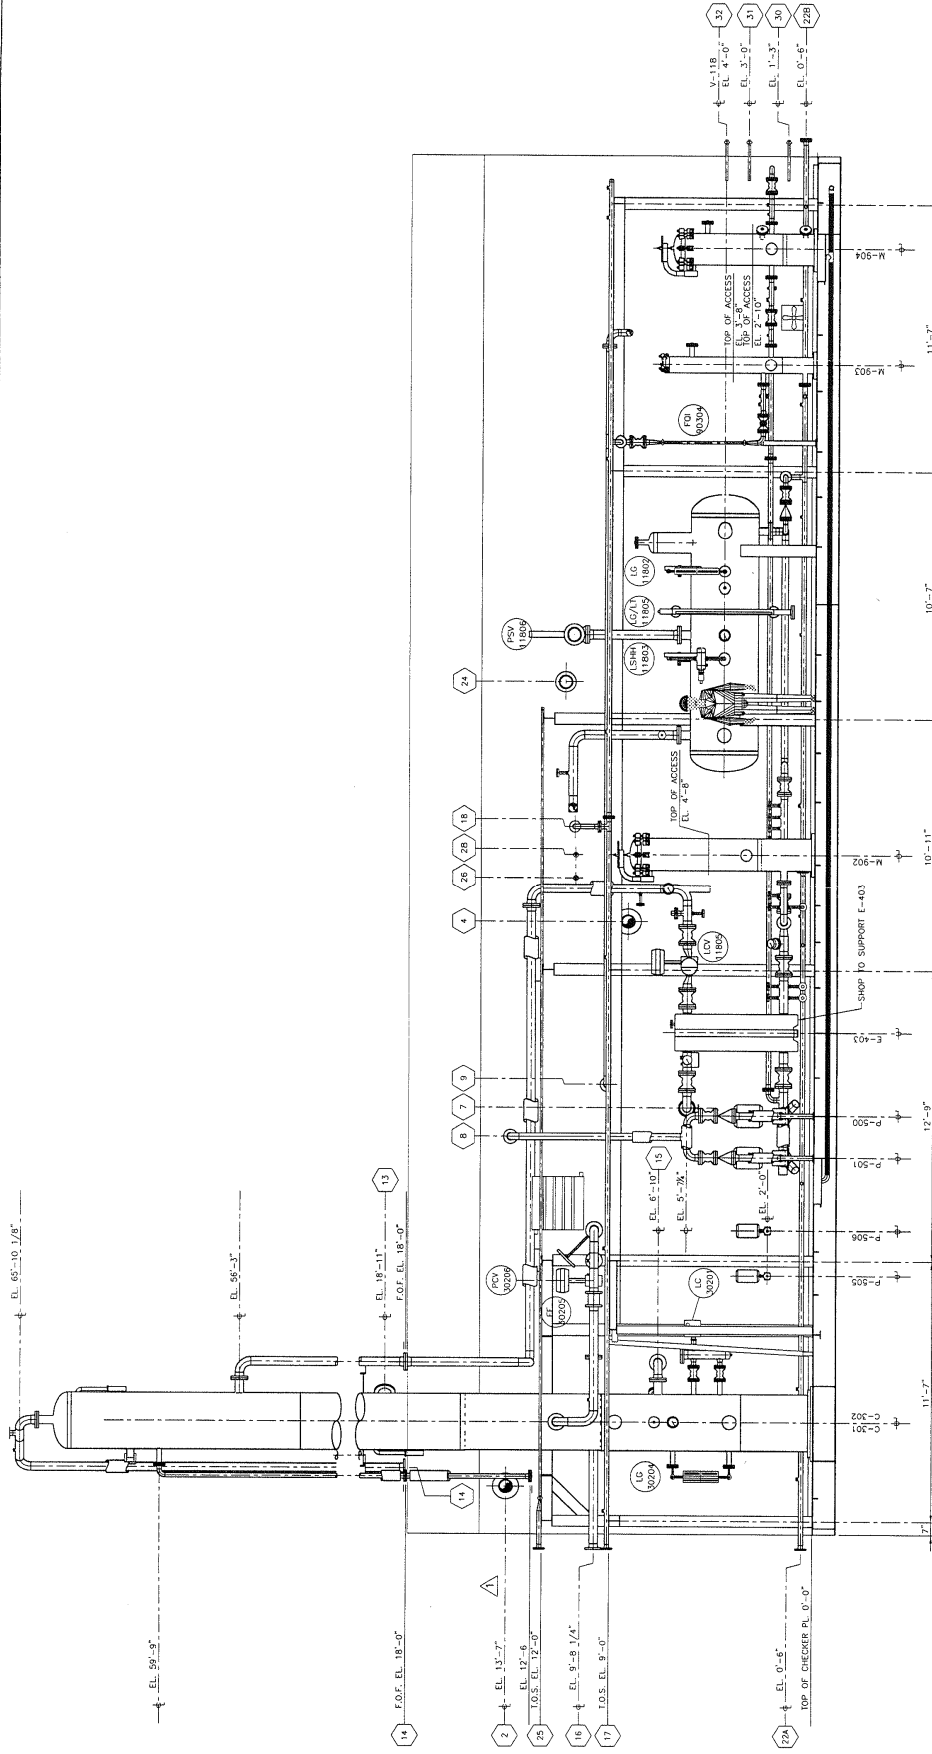 EL. 65'-10 1/8"
EL. 59'-9"
EL. 56'-3"
EL. 18'-11"
13
F.O.F. EL. 18'-0"
F.O.F. EL. 18'-0"
14
14
1
2
EL. 13'-7"
EL. 12'-6
T.O.S. EL. 12'-0"
25
16
EL. 9'-8 1/4"
T.O.S. EL. 9'-0"
17
22A
EL. 0'-6"
TOP OF CHECKER PL. 0'-0"
8
7
9
4
26
28
18
24
PCV
30206
FE
30205
LC
30201
LG
30204
15
EL. 6'-10"
EL. 5'-7¼"
EL. 2'-0"
LCV
11805
TOP OF ACCESS
EL. 4'-8"
PSV
11806
LSHH
11803
LG/LT
11805
LG
11802
FQI
90304
TOP OF ACCESS
EL. 3'-8"
TOP OF ACCESS
EL. 2'-10"
V-118
EL. 4'-0"
32
EL. 3'-0"
31
EL. 1'-3"
30
EL. 0'-6"
22B
SHOP TO SUPPORT E-403
C-301
C-302
P-505
P-506
P-501
P-500
E-403
M-902
M-903
M-904
7"
11'-7"
12'-9"
10'-11"
10'-7"
11'-7"